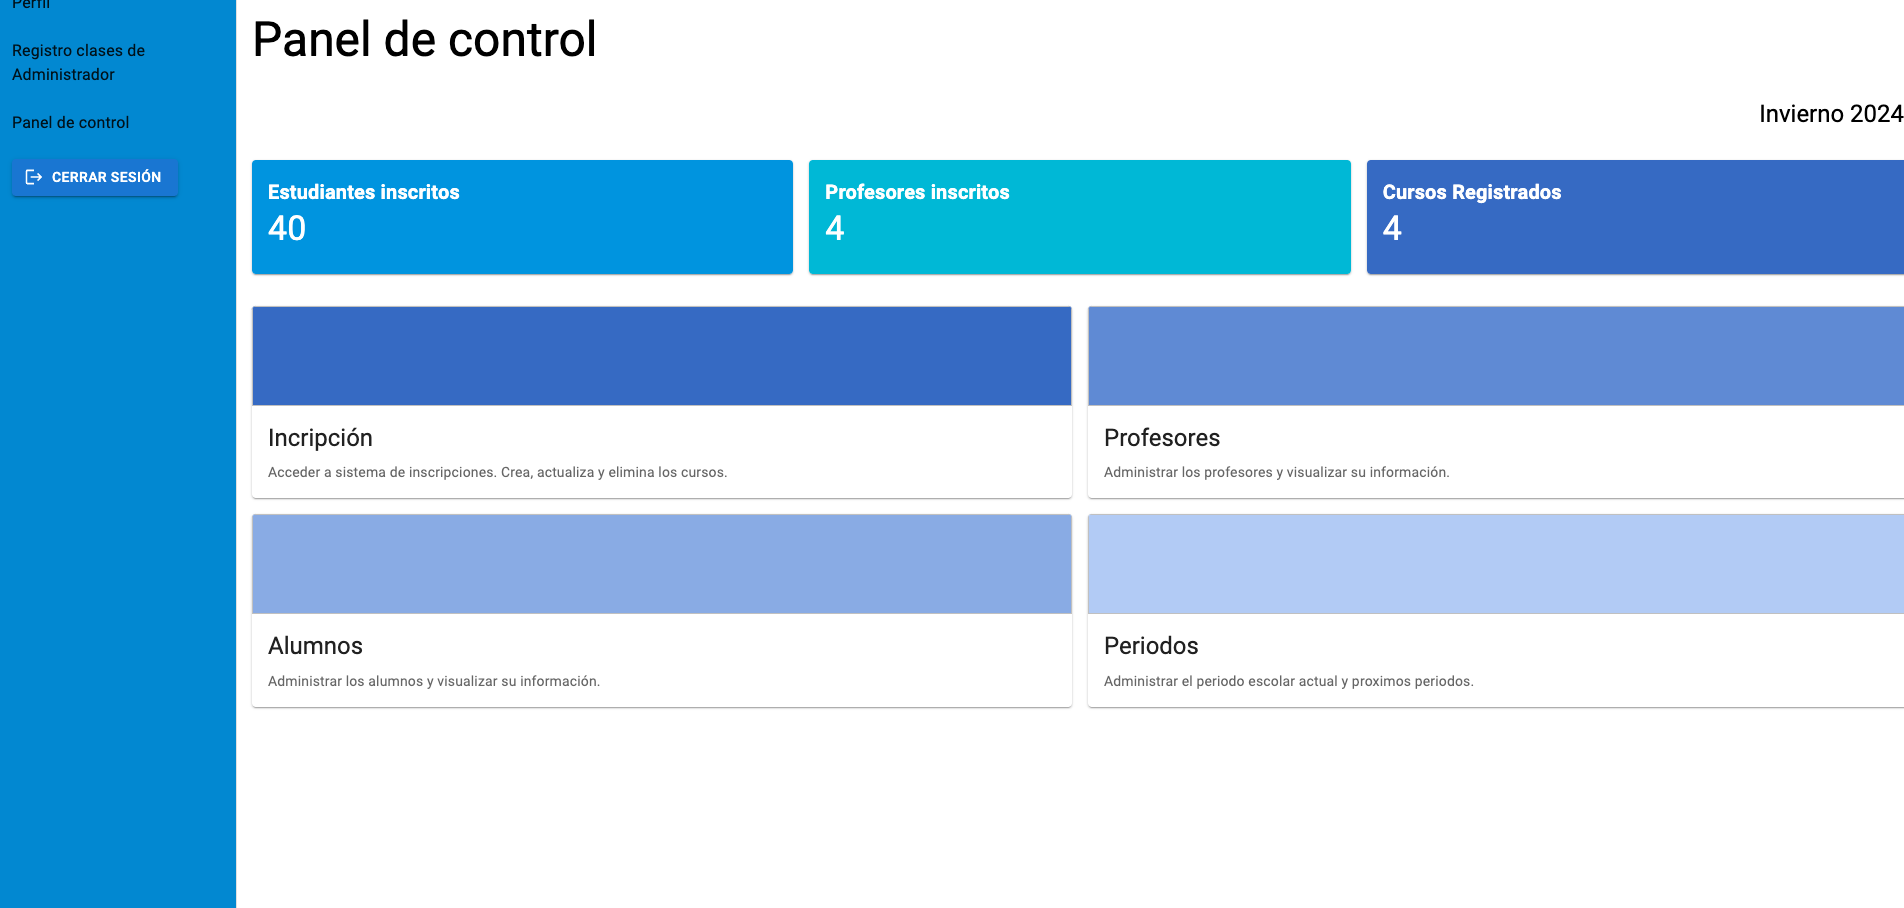 Perfil
Registro clases de
Administrador
Panel de control
CERRAR SESIÓN
Panel de control
Invierno 2024
Estudiantes inscritos
40
Profesores inscritos
4
Cursos Registrados
4
Incripción
Acceder a sistema de inscripciones. Crea, actualiza y elimina los cursos.
Profesores
Administrar los profesores y visualizar su información.
Alumnos
Administrar los alumnos y visualizar su información.
Periodos
Administrar el periodo escolar actual y proximos periodos.